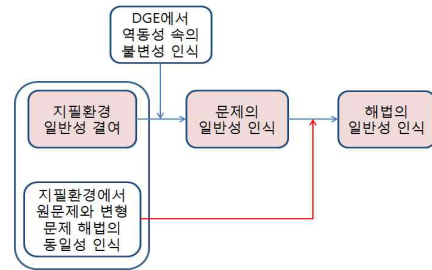 DGE에서
역동성 속의
불변성 인식
지필환경
일반성 결여
문제의
일반성 인식
해법의
일반성 인식
지필환경에서
원문제와 변형
문제 해법의
동일성 인식